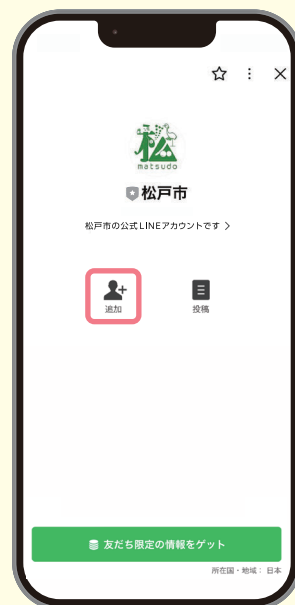 松
matsudo
松戸市
松戸市の公式LINEアカウントです
追加
投稿
友だち限定の情報をゲット
所在国・地域: 日本